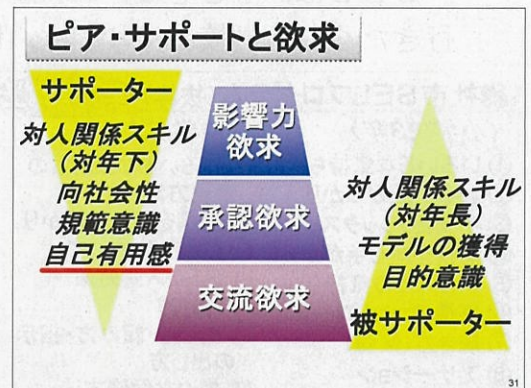 ピア・サポートと欲求
サポーター
対人関係スキル
（対年下）
向社会性
規範意識
自己有用感
影響力
欲求
承認欲求
交流欲求
対人関係スキル
（対年長）
モデルの獲得
目的意識
被サポーター
31